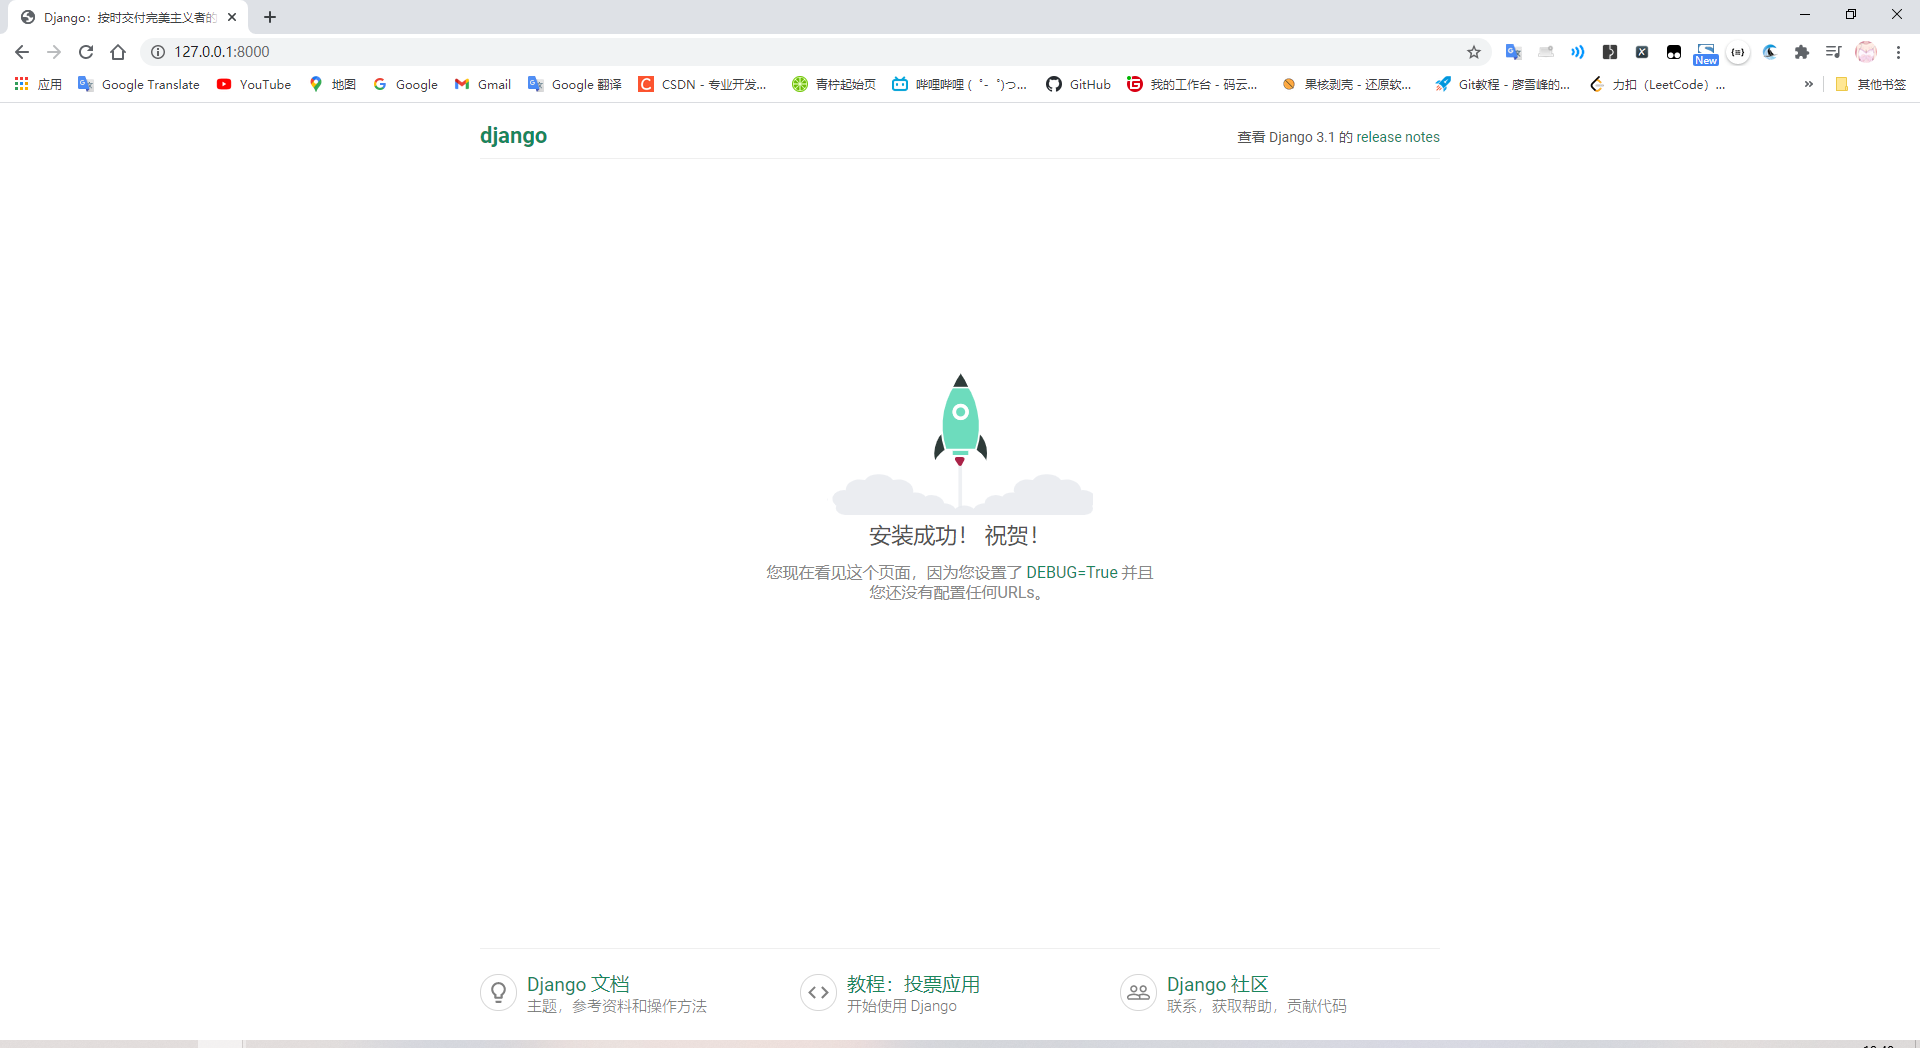 Django：按时交付完美主义者的
127.0.0.1:8000
New
应用
Google Translate
YouTube
地图
Google
Gmail
Google 翻译
CSDN - 专业开发...
青柠起始页
哔哩哔哩 ( ゜- ゜)つ...
GitHub
我的工作台 - 码云...
果核剥壳 - 还原软...
Git教程 - 廖雪峰的...
力扣（LeetCode）...
»
其他书签
django
查看 Django 3.1 的 release notes
安装成功！ 祝贺！
您现在看见这个页面，因为您设置了 DEBUG=True 并且
您还没有配置任何URLs。
Django 文档
主题，参考资料和操作方法
教程：投票应用
开始使用 Django
Django 社区
联系，获取帮助，贡献代码